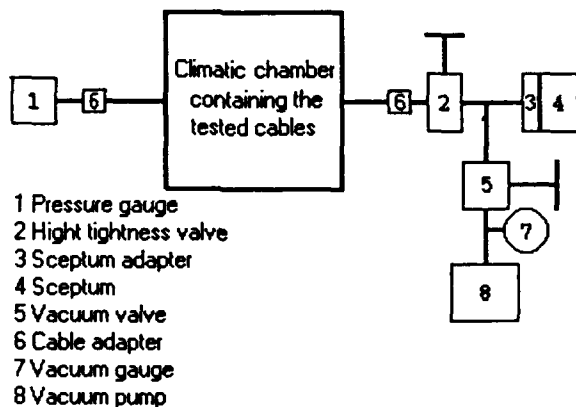 Climatic chamber
containing the
tested cables
1
6
6
2
3
4
5
7
8
1 Pressure gauge
2 Hight tightness valve
3 Sceptum adapter
4 Sceptum
5 Vacuum valve
6 Cable adapter
7 Vacuum gauge
8 Vacuum pump